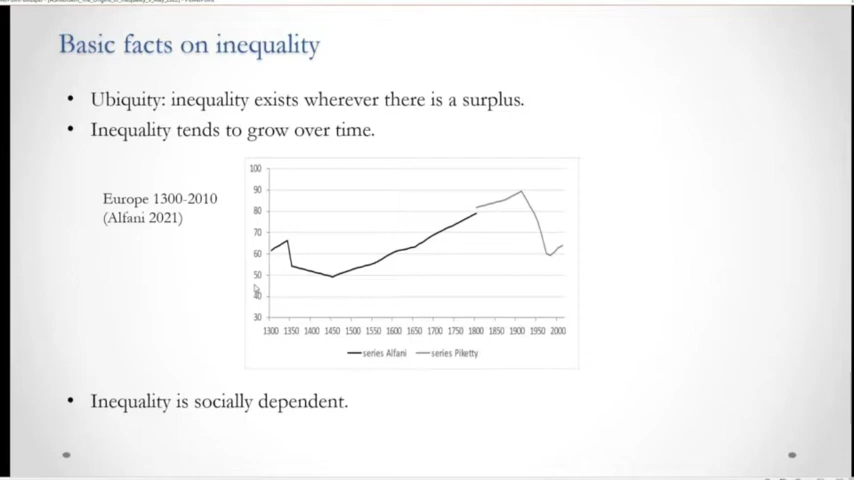 Basic facts on inequality
• Ubiquity: inequality exists wherever there is a surplus.
• Inequality tends to grow over time.
Europe 1300-2010
(Alfani 2021)
100
90
80
70
60
50
40
30
1300 1350 1400 1450 1500 1550 1600 1650 1700 1750 1800 1850 1900 1950 2000
series Alfani series Piketty
• Inequality is socially dependent.